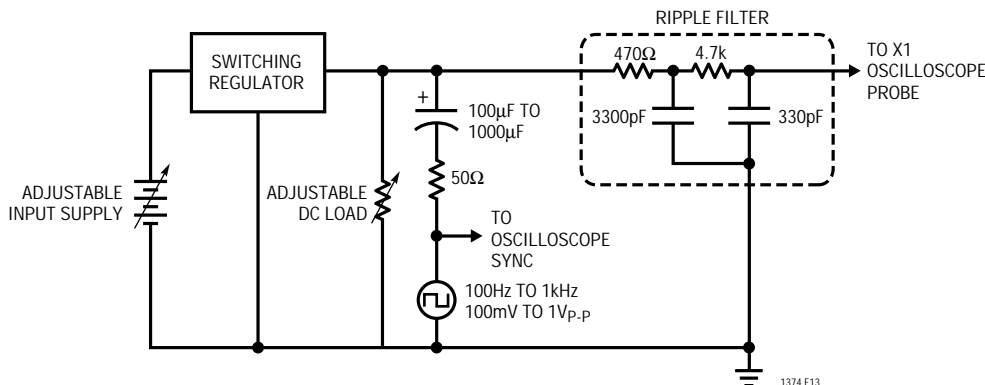 RIPPLE FILTER
470Ω
4.7k
TO X1
OSCILLOSCOPE
PROBE
SWITCHING
REGULATOR
+
100µF TO
1000µF
3300pF
330pF
ADJUSTABLE
INPUT SUPPLY
ADJUSTABLE
DC LOAD
50Ω
TO
OSCILLOSCOPE
SYNC
100Hz TO 1kHz
100mV TO 1VP-P
1374 F13